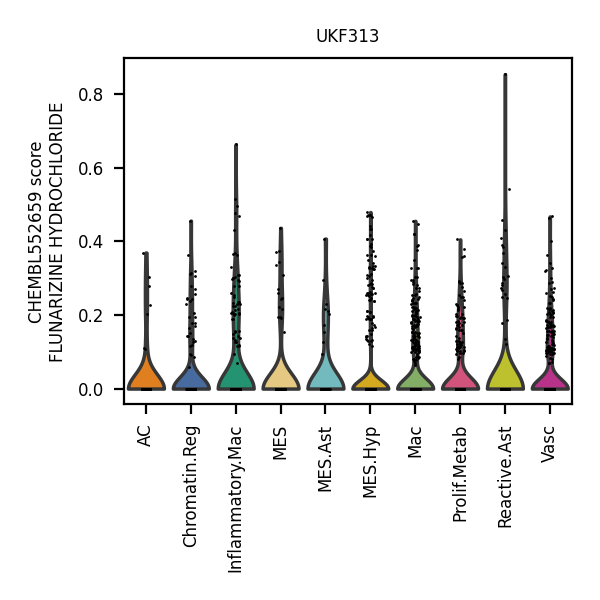 UKF313
CHEMBL552659 score
FLUNARIZINE HYDROCHLORIDE
0.8
0.6
0.4
0.2
0.0
AC
Chromatin.Reg
Inflammatory.Mac
MES
MES.Ast
MES.Hyp
Mac
Prolif.Metab
Reactive.Ast
Vasc